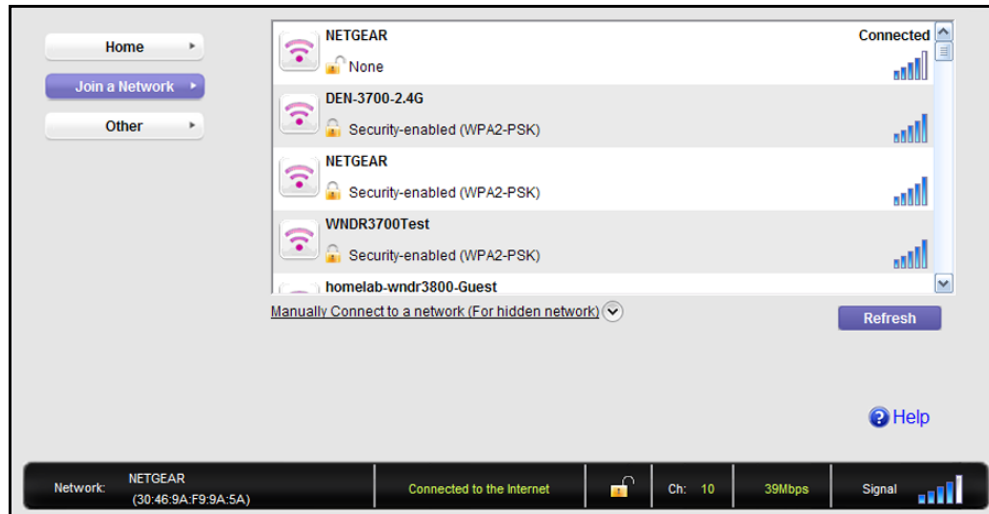 Home
Join a Network
Other
NETGEAR
Connected
None
DEN-3700-2.4G
Security-enabled (WPA2-PSK)
NETGEAR
Security-enabled (WPA2-PSK)
WNDR3700Test
Security-enabled (WPA2-PSK)
homelab-wndr3800-Guest
Manually Connect to a network (For hidden network)
Refresh
Help
Network: NETGEAR
(30:46:9A:F9:9A:5A)
Connected to the Internet
Ch: 10
39Mbps
Signal